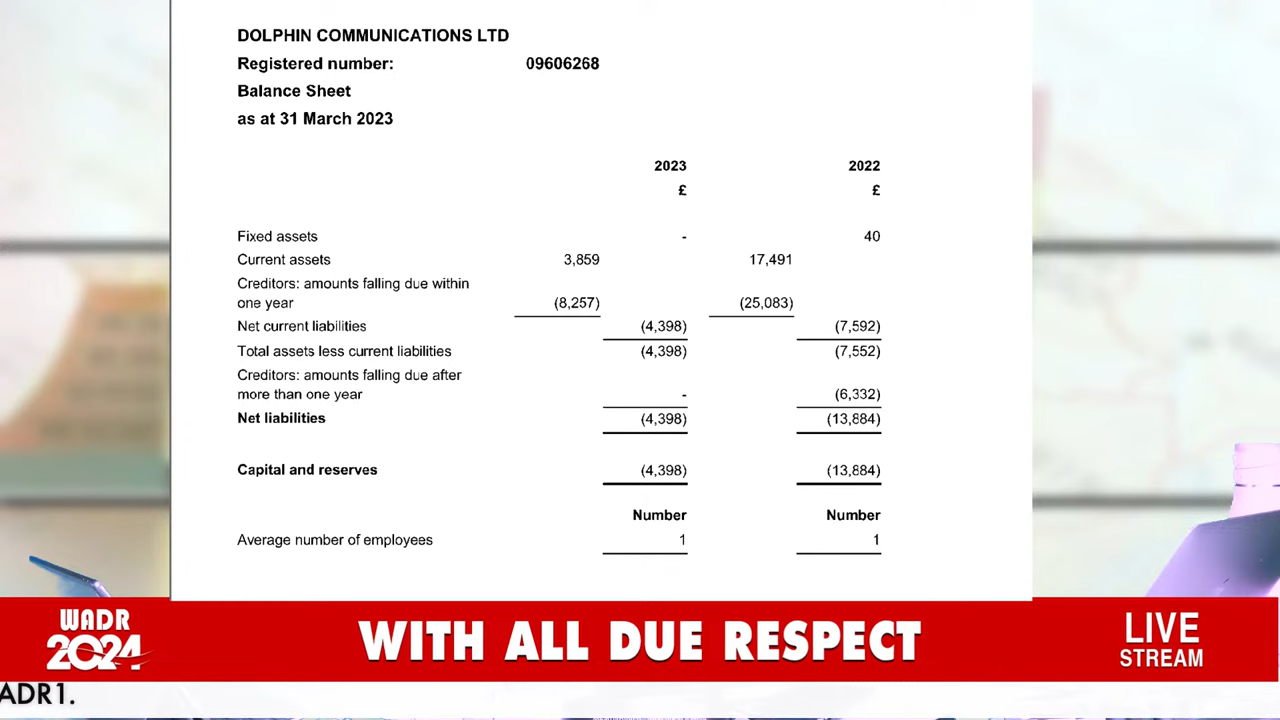 DOLPHIN COMMUNICATIONS LTD
Registered number: 09606268
Balance Sheet
as at 31 March 2023
2023 2022
£ £
Fixed assets - 40
Current assets 3,859 17,491
Creditors: amounts falling due within
one year (8,257) (25,083)
Net current liabilities (4,398) (7,592)
Total assets less current liabilities (4,398) (7,552)
Creditors: amounts falling due after
more than one year - (6,332)
Net liabilities (4,398) (13,884)
Capital and reserves (4,398) (13,884)
Number Number
Average number of employees 1 1
WADR
2024
WITH ALL DUE RESPECT
LIVE
STREAM
ADR1.